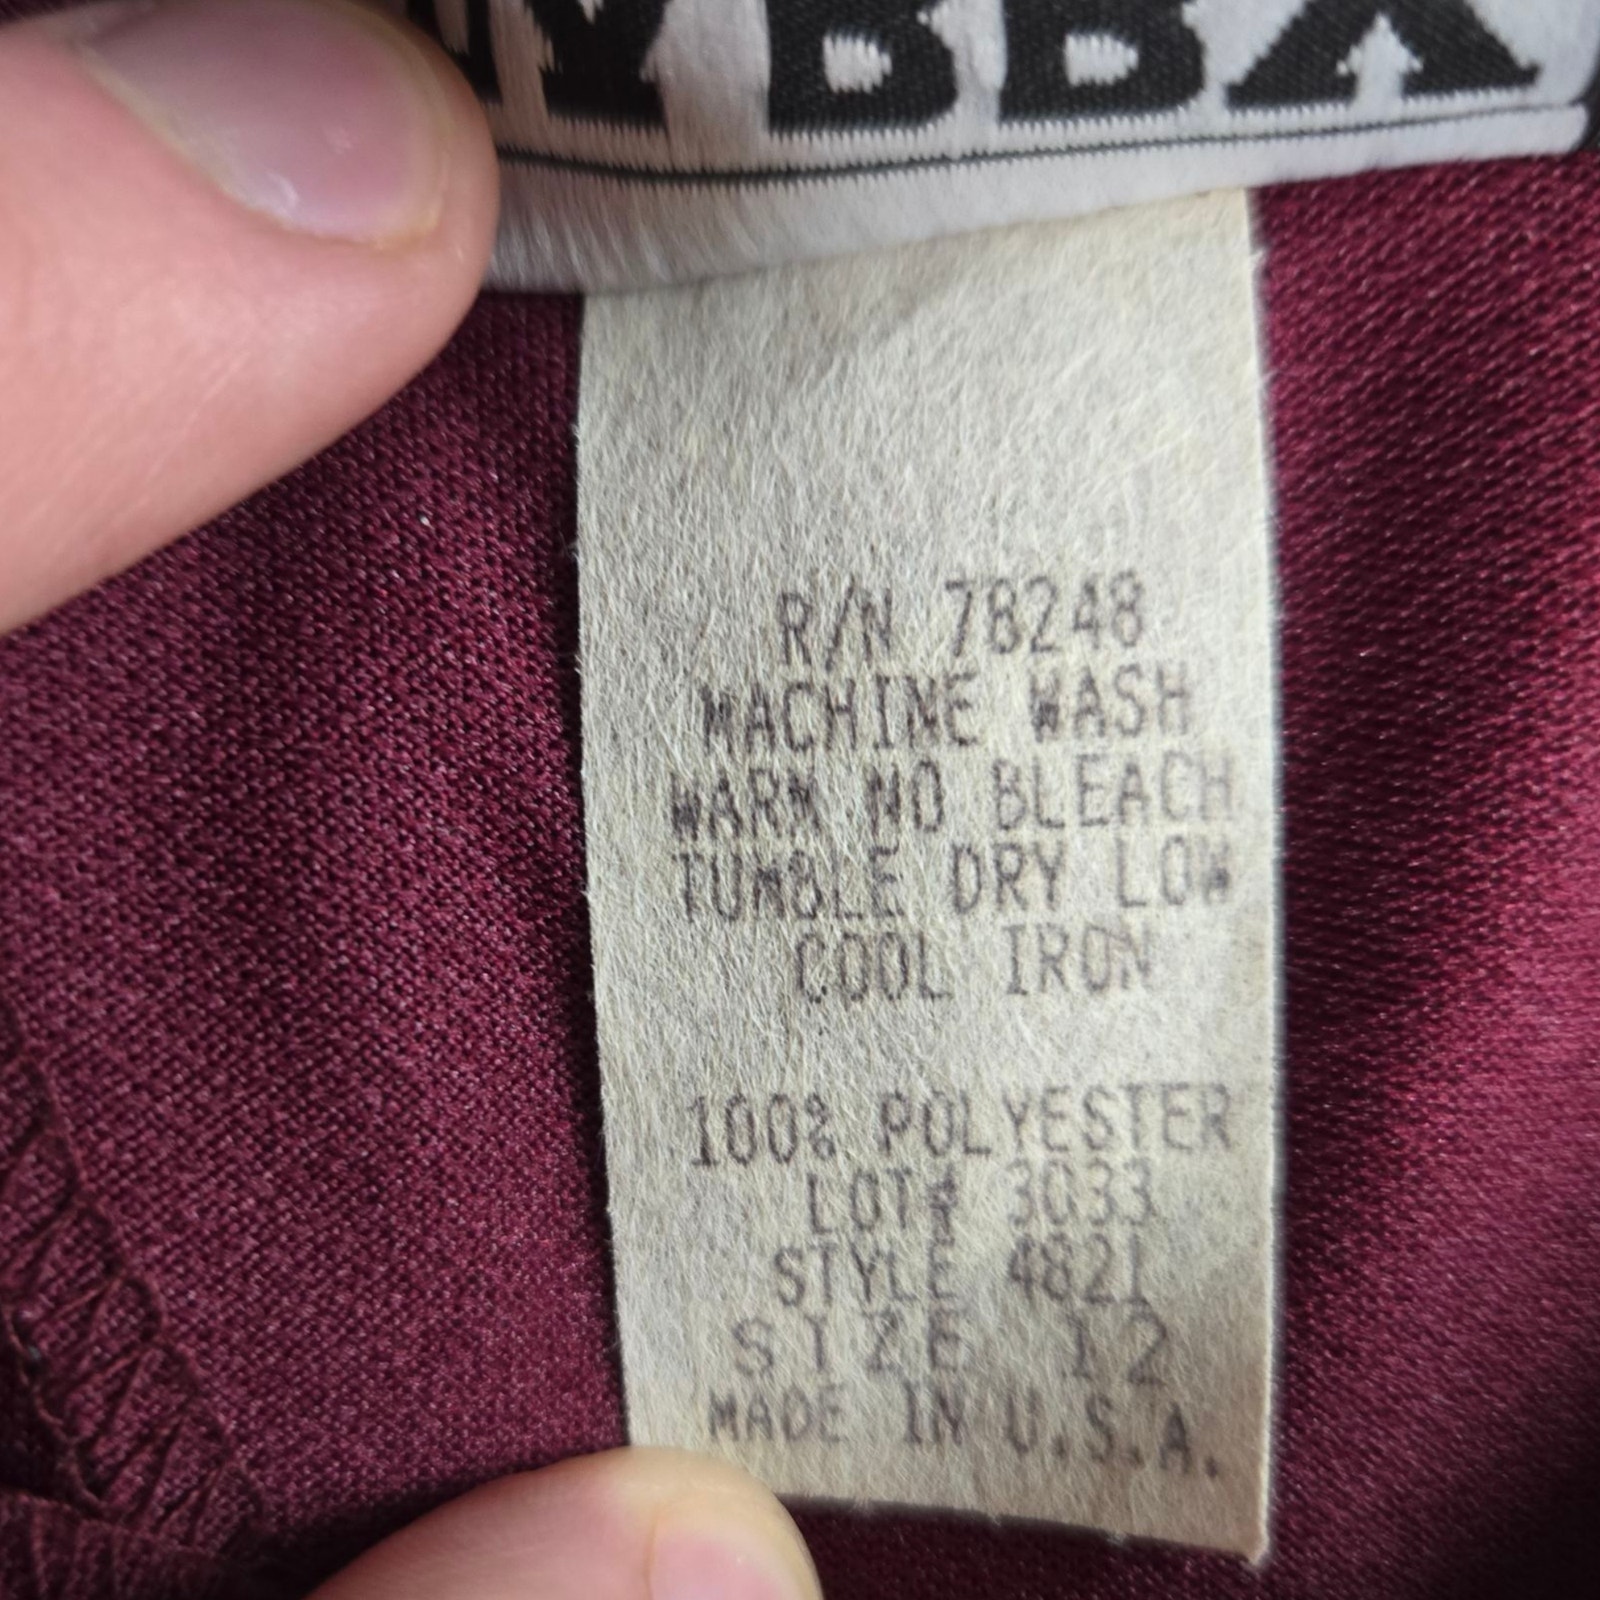 YBBX
R/N 78248
MACHINE WASH
WARM NO BLEACH
TUMBLE DRY LOW
COOL IRON
100% POLYESTER
LOT# 3033
STYLE 4821
SIZE 12
MADE IN U.S.A.